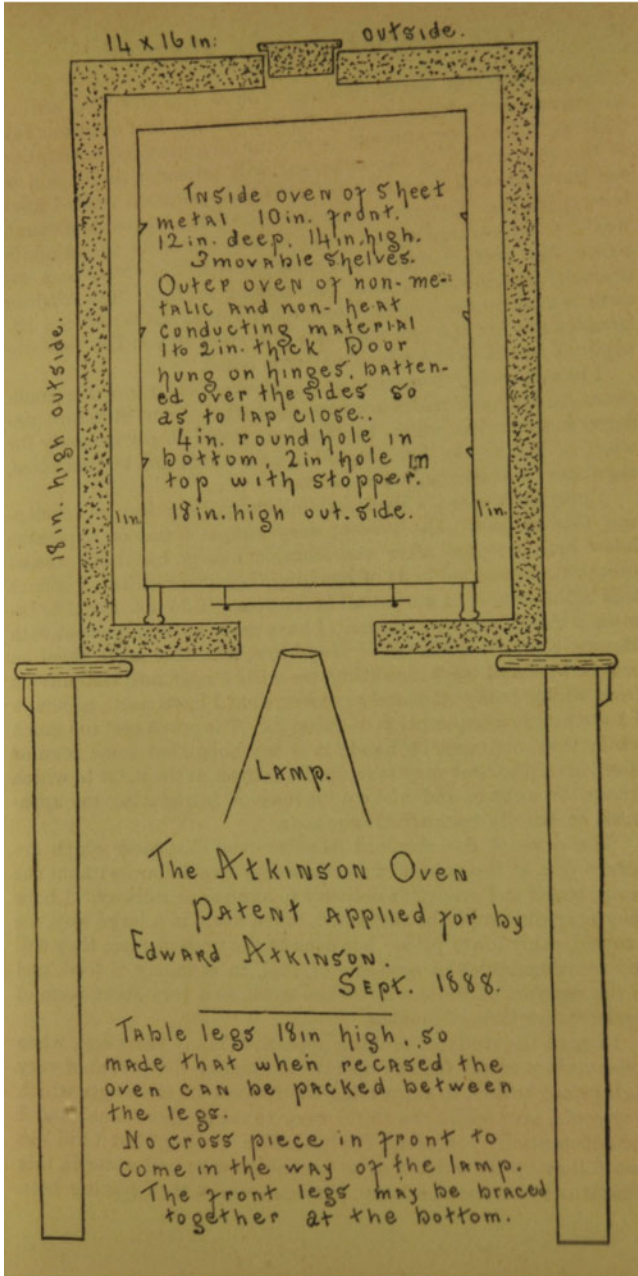 14 x 16 in. outside.
Inside oven of sheet
metal 10 in. front.
12 in. deep. 14 in. high.
3 movable shelves.
Outer oven of non-me-
talic and non-heat
conducting material
1 to 2 in. thick Door
hung on hinges, batten-
ed over the sides so
as to lap close.
4 in. round hole in
bottom, 2 in hole in
top with stopper.
18 in. high out.side.
18 in. high outside.
1 in.
1 in.
Lamp.
The Atkinson Oven
Patent applied for by
Edward Atkinson.
Sept. 1888.
Table legs 18 in high, so
made that when recased the
oven can be packed between
the legs.
No cross piece in front to
come in the way of the lamp.
The front legs may be braced
together at the bottom.